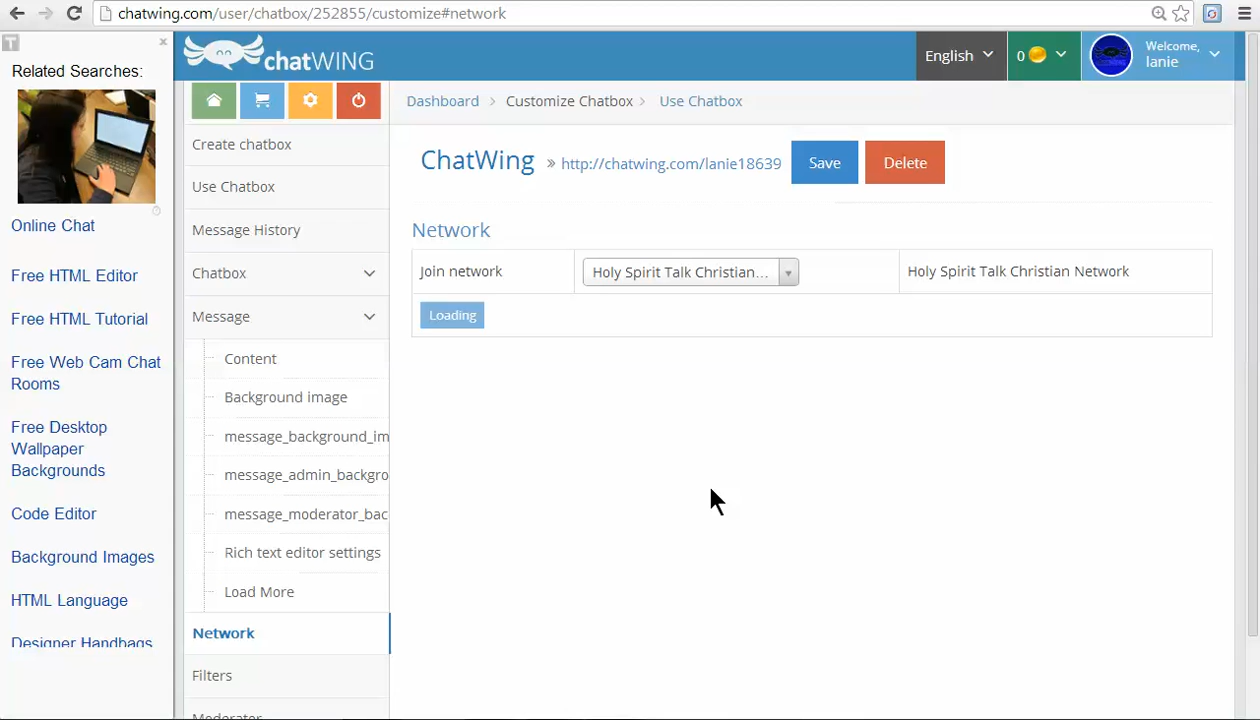 chatwing.com/user/chatbox/252855/customize#network
T
×
Related Searches:
Online Chat
Free HTML Editor
Free HTML Tutorial
Free Web Cam Chat
Rooms
Free Desktop
Wallpaper
Backgrounds
Code Editor
Background Images
HTML Language
Designer Handbags
chatWING
English
0
Welcome,
lanie
Create chatbox
Use Chatbox
Message History
Chatbox
Message
Content
Background image
message_background_im
message_admin_backgro
message_moderator_bac
Rich text editor settings
Load More
Network
Filters
Moderator
Dashboard > Customize Chatbox > Use Chatbox
ChatWing » http://chatwing.com/lanie18639 Save Delete
Network
Join network Holy Spirit Talk Christian... Holy Spirit Talk Christian Network
Loading